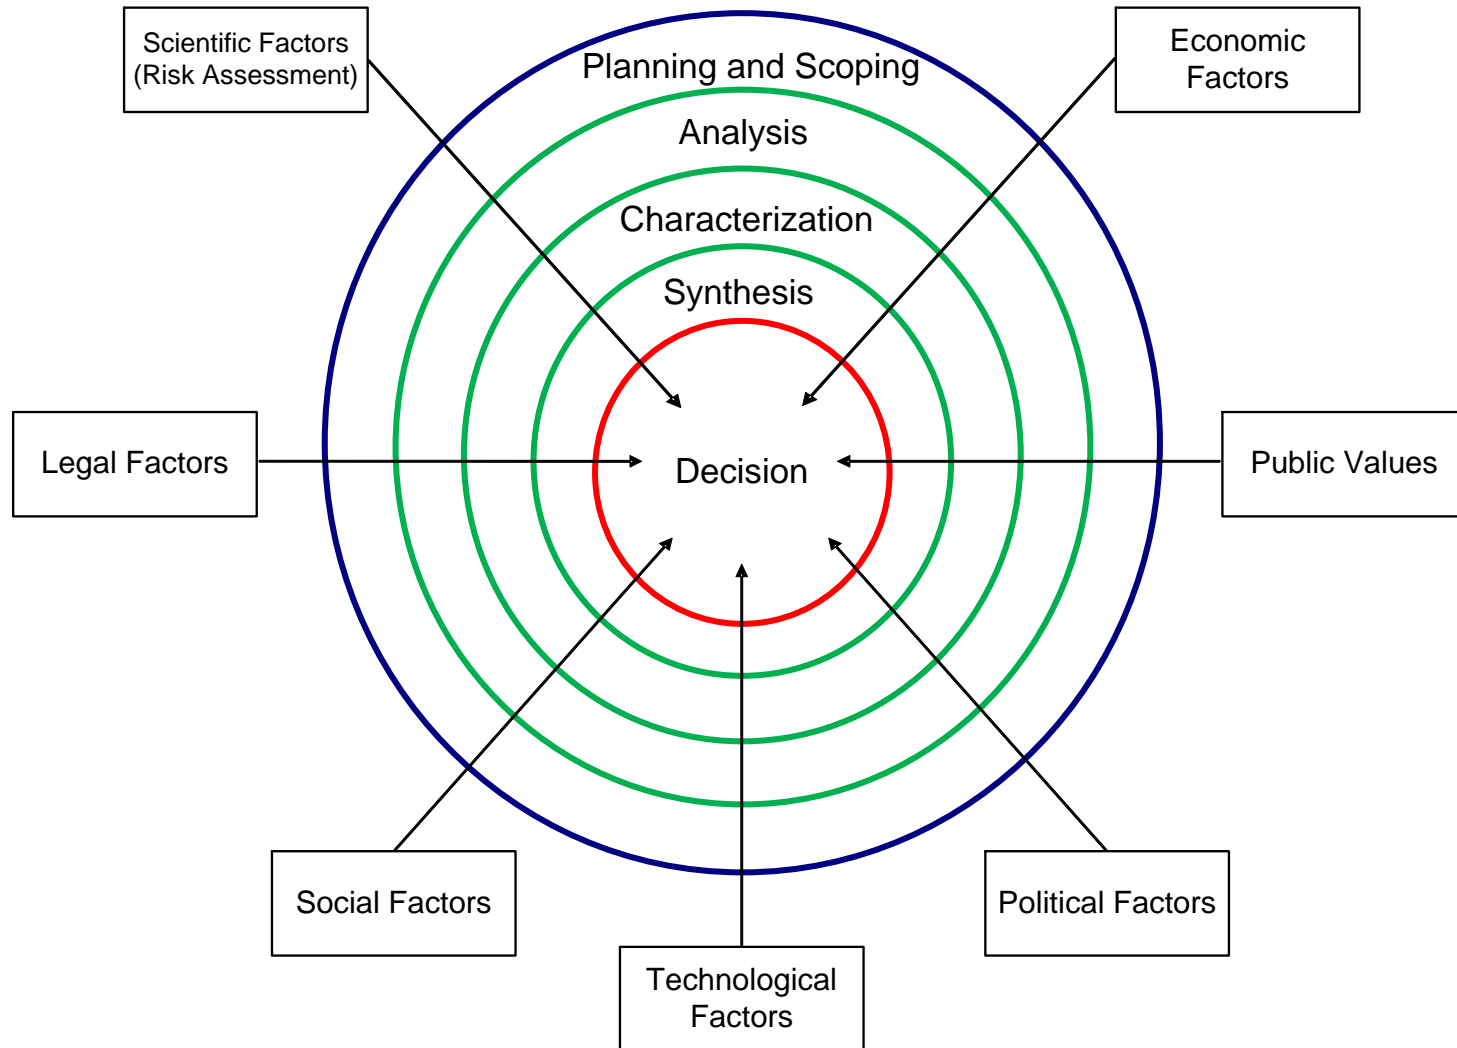 Scientific Factors
(Risk Assessment)
Economic
Factors
Planning and Scoping
Analysis
Characterization
Synthesis
Legal Factors
Decision
Public Values
Social Factors
Political Factors
Technological
Factors